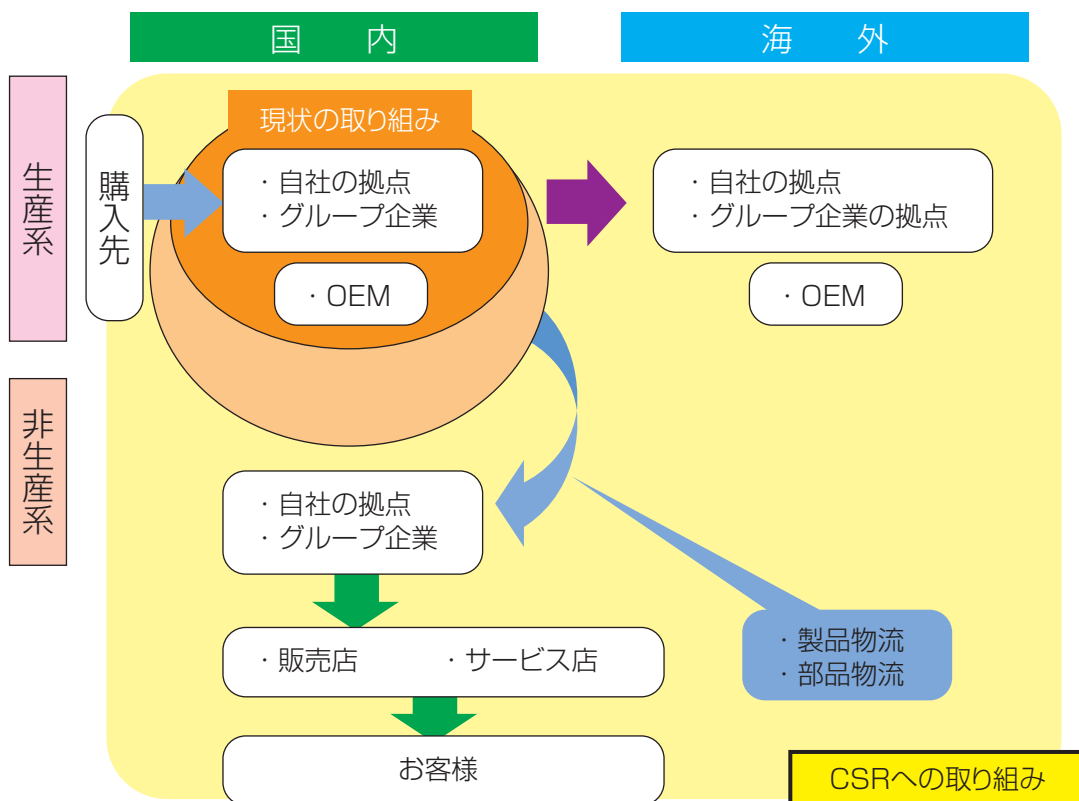 国 内
海 外
生産系
購入先
現状の取り組み
・自社の拠点
・グループ企業
・OEM
・自社の拠点
・グループ企業の拠点
・OEM
非生産系
・自社の拠点
・グループ企業
・販売店 ・サービス店
・製品物流
・部品物流
お客様
CSRへの取り組み